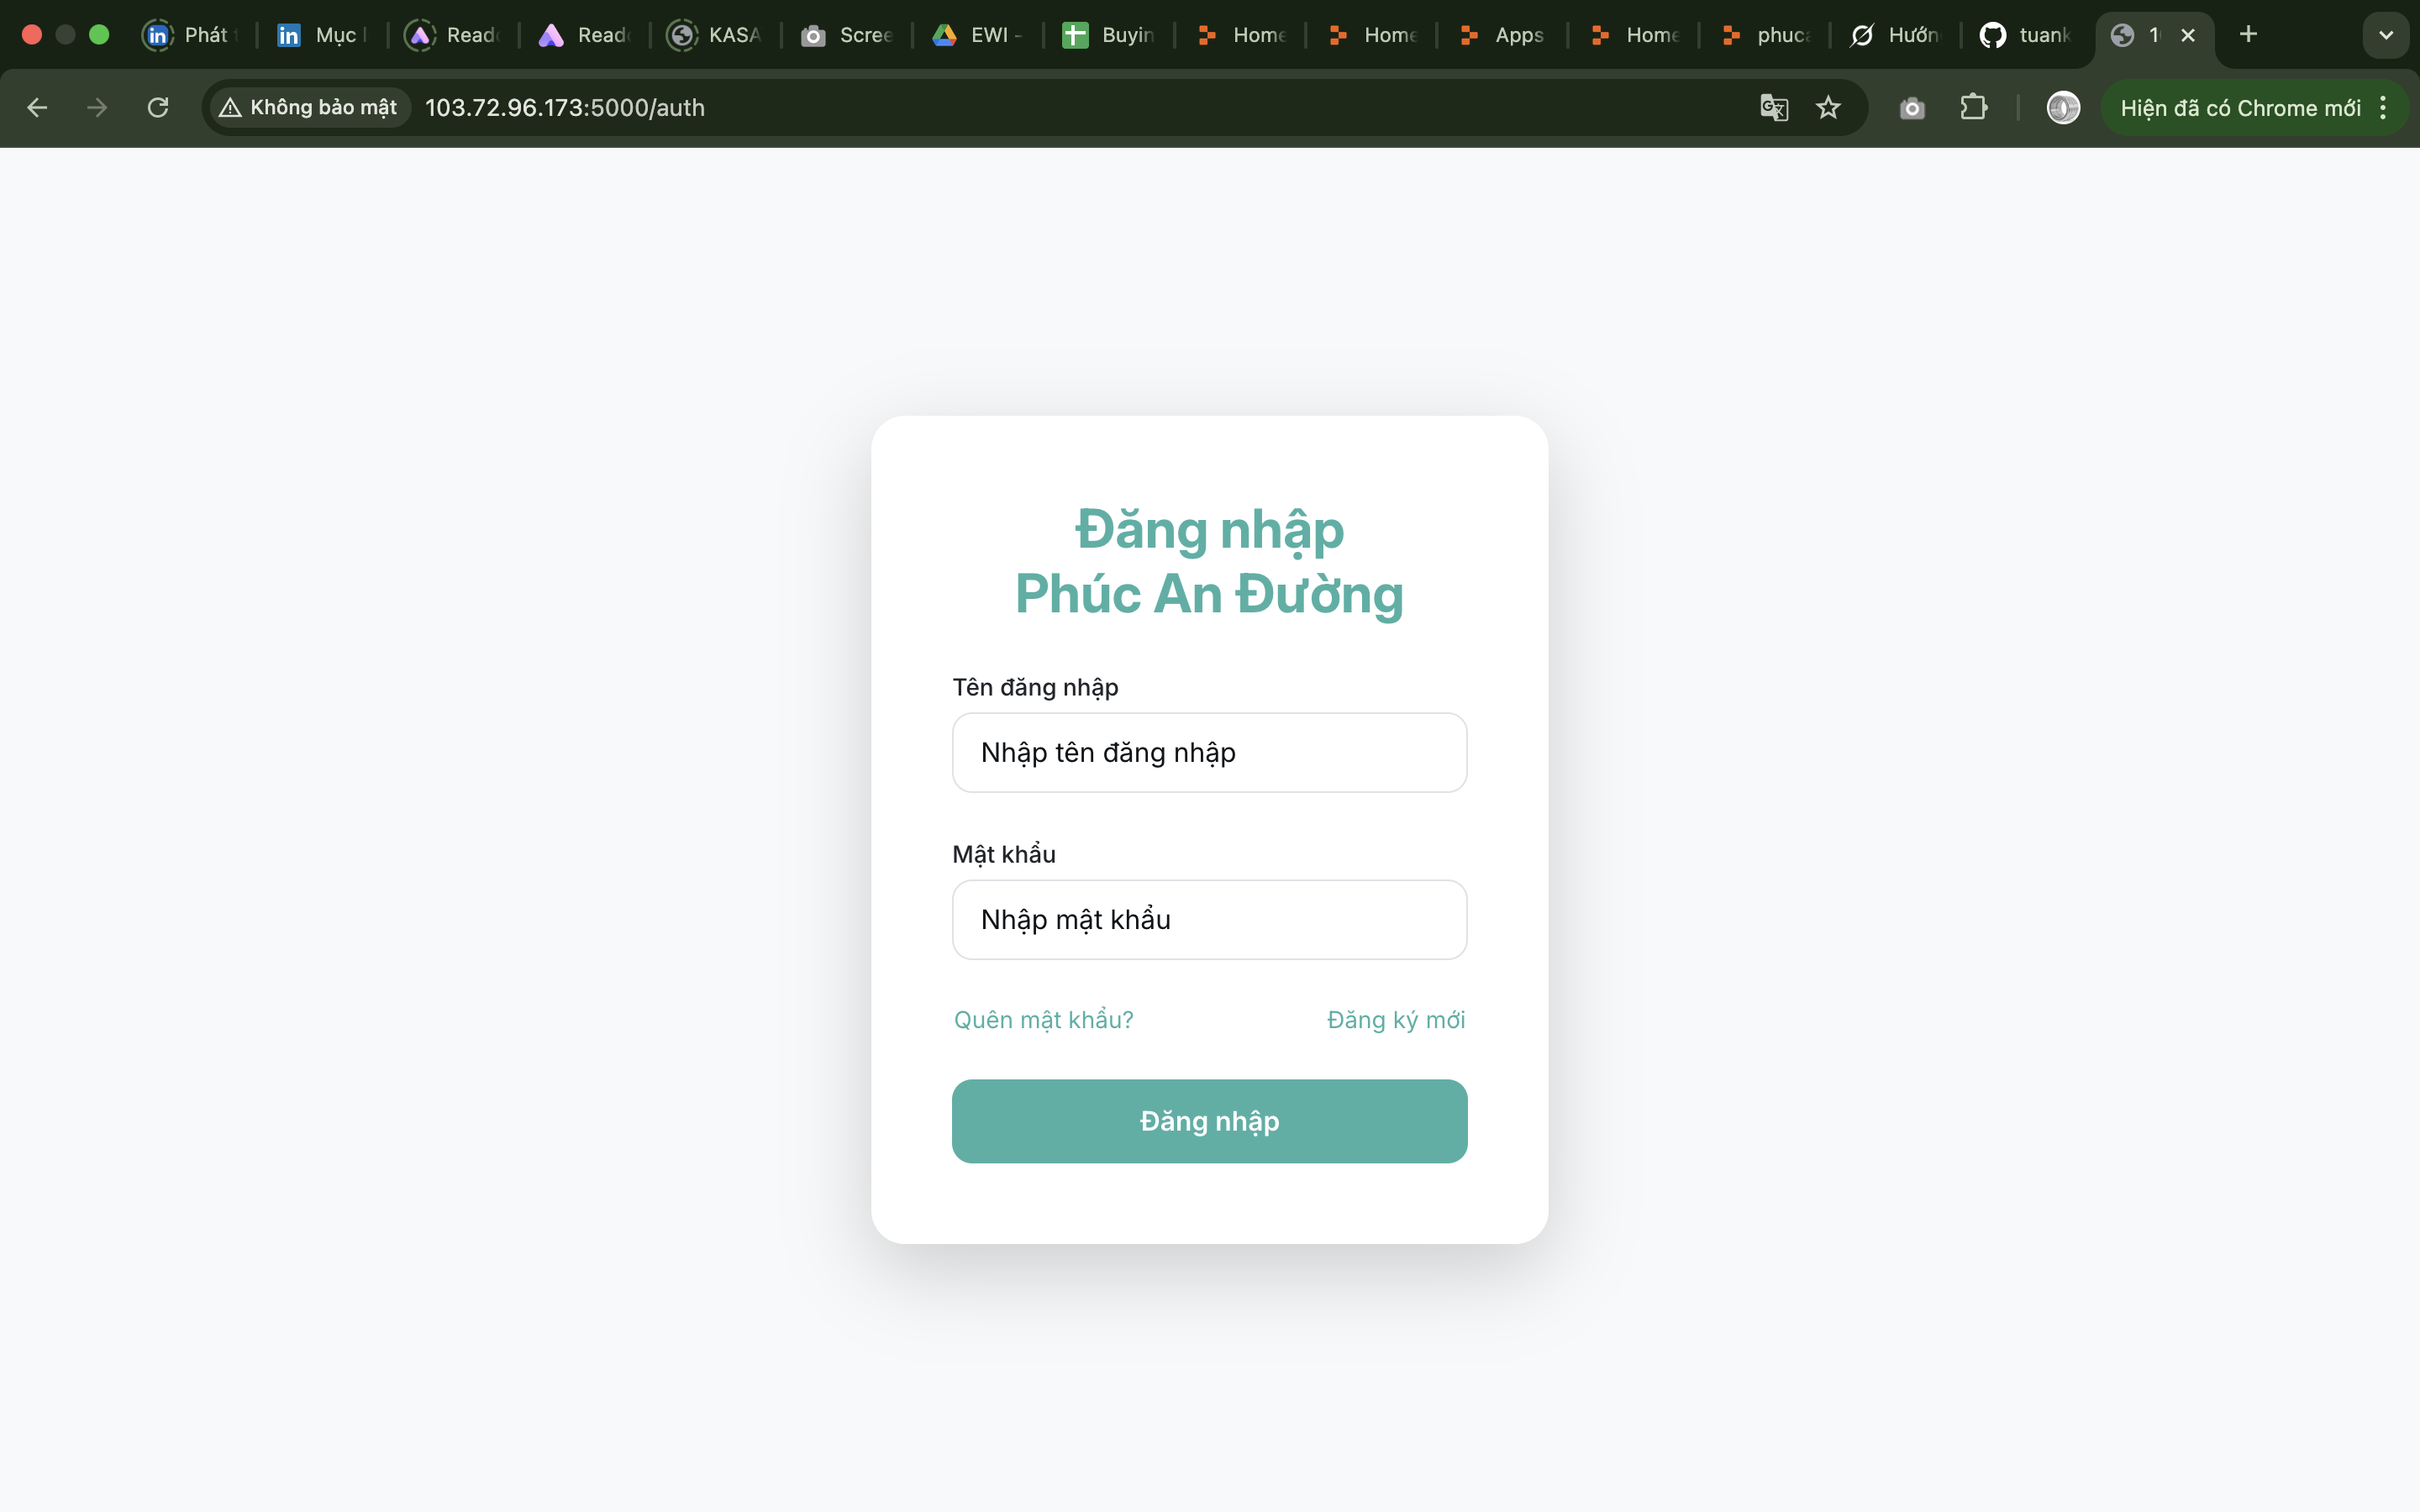 Phát
Mục
Read
Read
KASA
Scree
EWI -
Buyin
Home
Home
Apps
Home
phuca
Hướn
tuank
Không bảo mật
103.72.96.173:5000/auth
Hiện đã có Chrome mới
Đăng nhập
Phúc An Đường
Tên đăng nhập
Nhập tên đăng nhập
Mật khẩu
Nhập mật khẩu
Quên mật khẩu?
Đăng ký mới
Đăng nhập